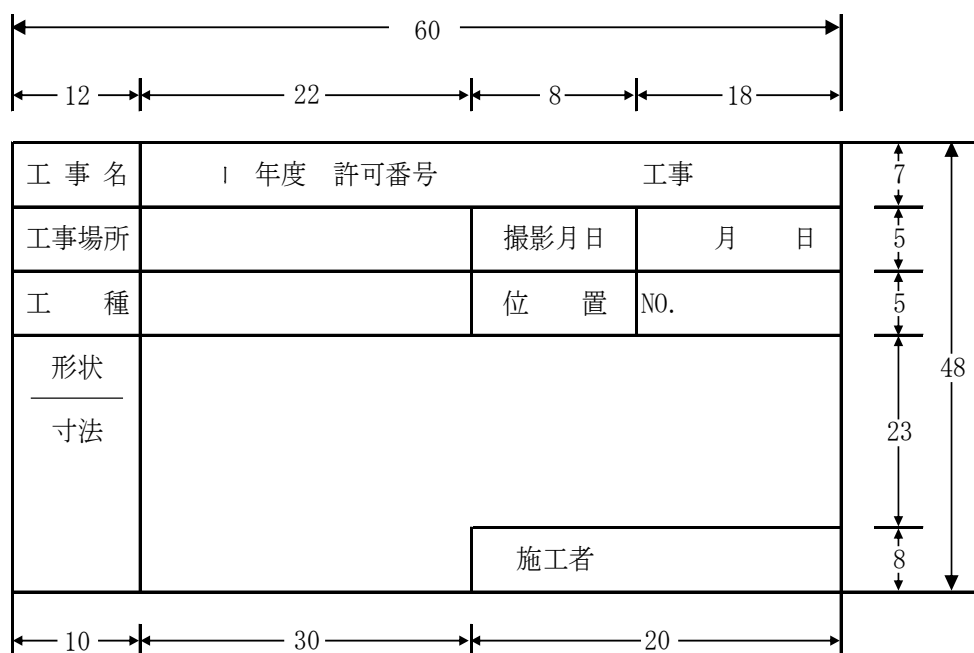 60
12 22 8 18
工事名 | 年度 許可番号 工事 7
工事場所 撮影月日 月 日 5
工 種 位 置 NO. 5
形状
48
寸法 23
施工者 8
10 30 20